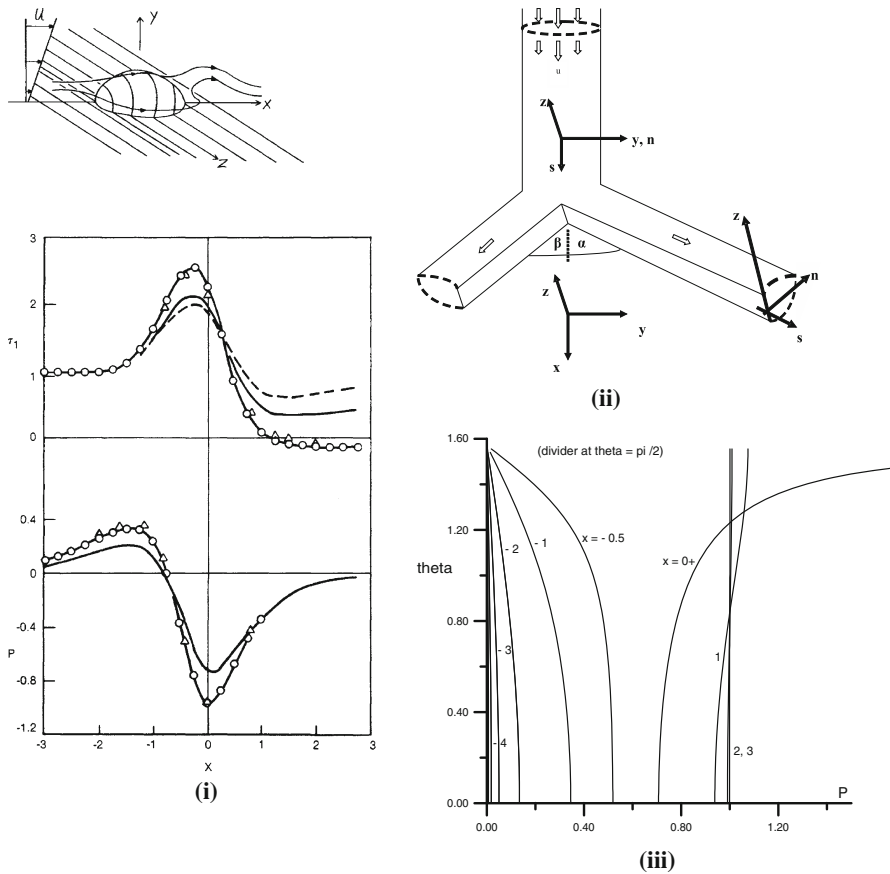 U
Y
X
Z
3
2
τ1
1
0
0.4
0
-0.4
P
-0.8
-1.2
-3 -2 -1 0 1 2 3
X
(i)
u
z
y, n
s
β α
z
n
s
z
y
x
(ii)
1.60
(divider at theta = pi /2)
1.20
- 2
- 1
x = - 0.5
x = 0+
theta
0.80
- 3
1
0.40
- 4
2, 3
P
0.00
0.00 0.40 0.80 1.20
(iii)